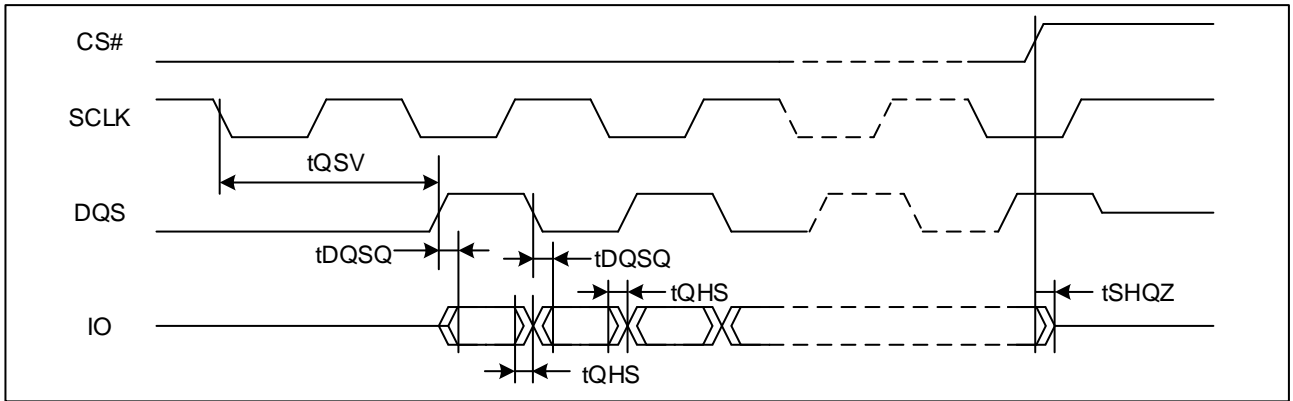 CS#
SCLK
tQSV
DQS
tDQSQ
tDQSQ
tQHS
tSHQZ
IO
tQHS